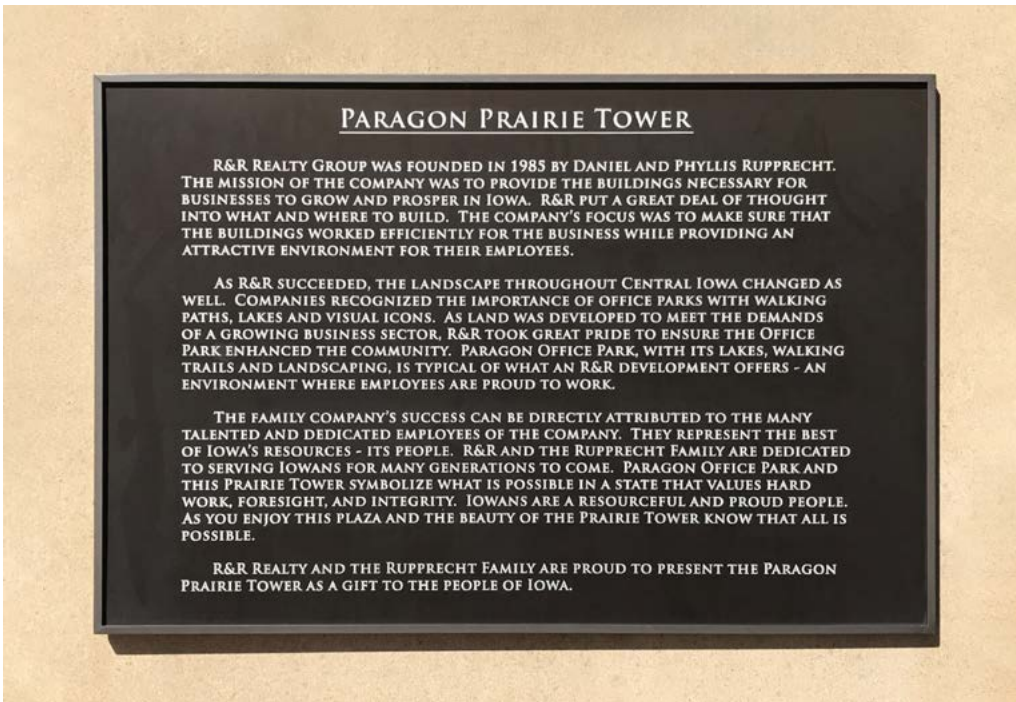 PARAGON PRAIRIE TOWER
R&R REALTY GROUP WAS FOUNDED IN 1985 BY DANIEL AND PHYLLIS RUPPRECHT.
THE MISSION OF THE COMPANY WAS TO PROVIDE THE BUILDINGS NECESSARY FOR
BUSINESSES TO GROW AND PROSPER IN IOWA. R&R PUT A GREAT DEAL OF THOUGHT
INTO WHAT AND WHERE TO BUILD. THE COMPANY'S FOCUS WAS TO MAKE SURE THAT
THE BUILDINGS WORKED EFFICIENTLY FOR THE BUSINESS WHILE PROVIDING AN
ATTRACTIVE ENVIRONMENT FOR THEIR EMPLOYEES.
AS R&R SUCCEEDED, THE LANDSCAPE THROUGHOUT CENTRAL IOWA CHANGED AS
WELL. COMPANIES RECOGNIZED THE IMPORTANCE OF OFFICE PARKS WITH WALKING
PATHS, LAKES AND VISUAL ICONS. AS LAND WAS DEVELOPED TO MEET THE DEMANDS
OF A GROWING BUSINESS SECTOR, R&R TOOK GREAT PRIDE TO ENSURE THE OFFICE
PARK ENHANCED THE COMMUNITY. PARAGON OFFICE PARK, WITH ITS LAKES, WALKING
TRAILS AND LANDSCAPING, IS TYPICAL OF WHAT AN R&R DEVELOPMENT OFFERS - AN
ENVIRONMENT WHERE EMPLOYEES ARE PROUD TO WORK.
THE FAMILY COMPANY'S SUCCESS CAN BE DIRECTLY ATTRIBUTED TO THE MANY
TALENTED AND DEDICATED EMPLOYEES OF THE COMPANY. THEY REPRESENT THE BEST
OF IOWA'S RESOURCES - ITS PEOPLE. R&R AND THE RUPPRECHT FAMILY ARE DEDICATED
TO SERVING IOWANS FOR MANY GENERATIONS TO COME. PARAGON OFFICE PARK AND
THIS PRAIRIE TOWER SYMBOLIZE WHAT IS POSSIBLE IN A STATE THAT VALUES HARD
WORK, FORESIGHT, AND INTEGRITY. IOWANS ARE A RESOURCEFUL AND PROUD PEOPLE.
AS YOU ENJOY THIS PLAZA AND THE BEAUTY OF THE PRAIRIE TOWER KNOW THAT ALL IS
POSSIBLE.
R&R REALTY AND THE RUPPRECHT FAMILY ARE PROUD TO PRESENT THE PARAGON
PRAIRIE TOWER AS A GIFT TO THE PEOPLE OF IOWA.